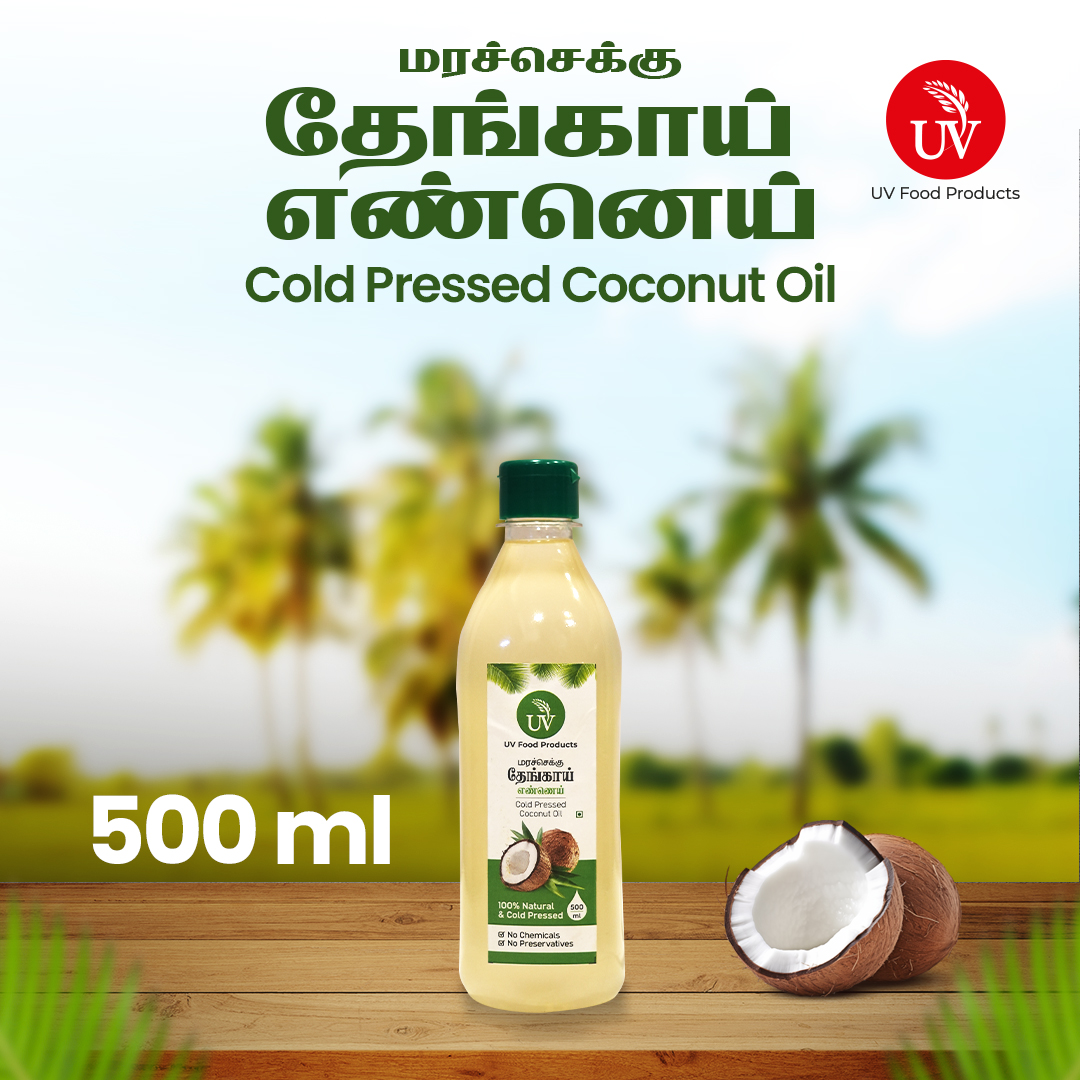 மரச்செக்கு
தேங்காய்
எண்ணெய்
Cold Pressed Coconut Oil
UV
UV Food Products
500 ml
UV
UV Food Products
மரச்செக்கு
தேங்காய்
எண்ணெய்
Cold Pressed
Coconut Oil
100% Natural
& Cold Pressed
500
ml
No Chemicals
No Preservatives